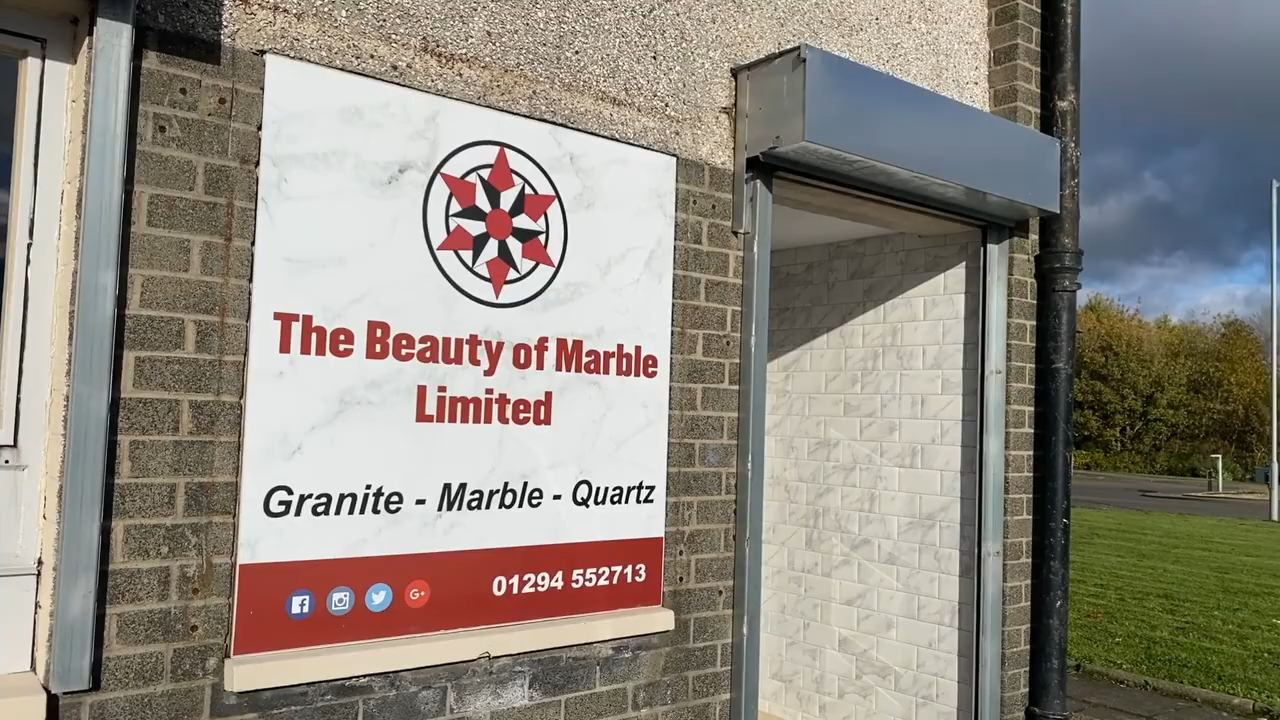 The Beauty of Marble
Limited
Granite - Marble - Quartz
01294 552713